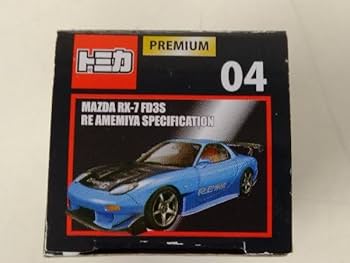 トミカ
PREMIUM
04
MAZDA RX-7 FD3S
RE AMEMIYA SPECIFICATION